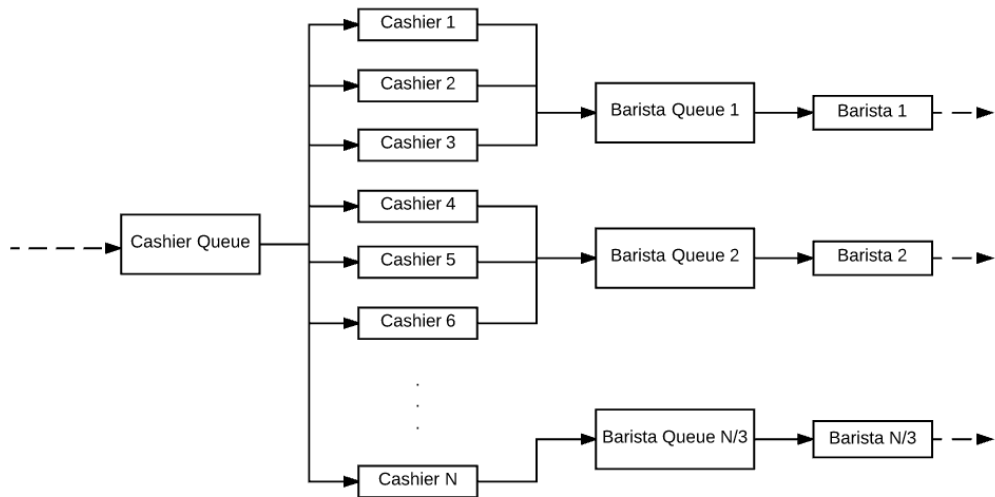 Cashier Queue
Cashier 1
Cashier 2
Cashier 3
Cashier 4
Cashier 5
Cashier 6
.
.
.
Cashier N
Barista Queue 1
Barista 1
Barista Queue 2
Barista 2
Barista Queue N/3
Barista N/3